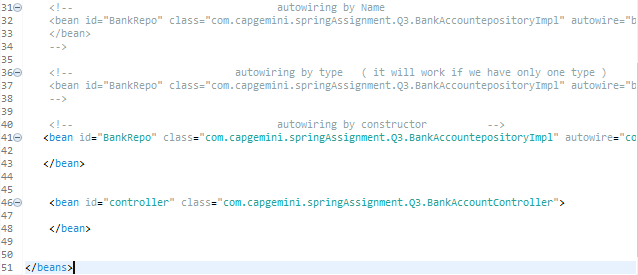 31 <!-- autowiring by Name
32 <bean id="BankRepo" class="com.capgemini.springAssignment.Q3.BankAccountepositoryImpl" autowire="b
33 </bean>
34 -->
35
36 <!-- autowiring by type ( it will work if we have only one type )
37 <bean id="BankRepo" class="com.capgemini.springAssignment.Q3.BankAccountepositoryImpl" autowire="b
38 -->
39
40 <!-- autowiring by constructor -->
41 <bean id="BankRepo" class="com.capgemini.springAssignment.Q3.BankAccountepositoryImpl" autowire="co
42
43 </bean>
44
45
46 <bean id="controller" class="com.capgemini.springAssignment.Q3.BankAccountController">
47
48 </bean>
49
50
51 </beans>